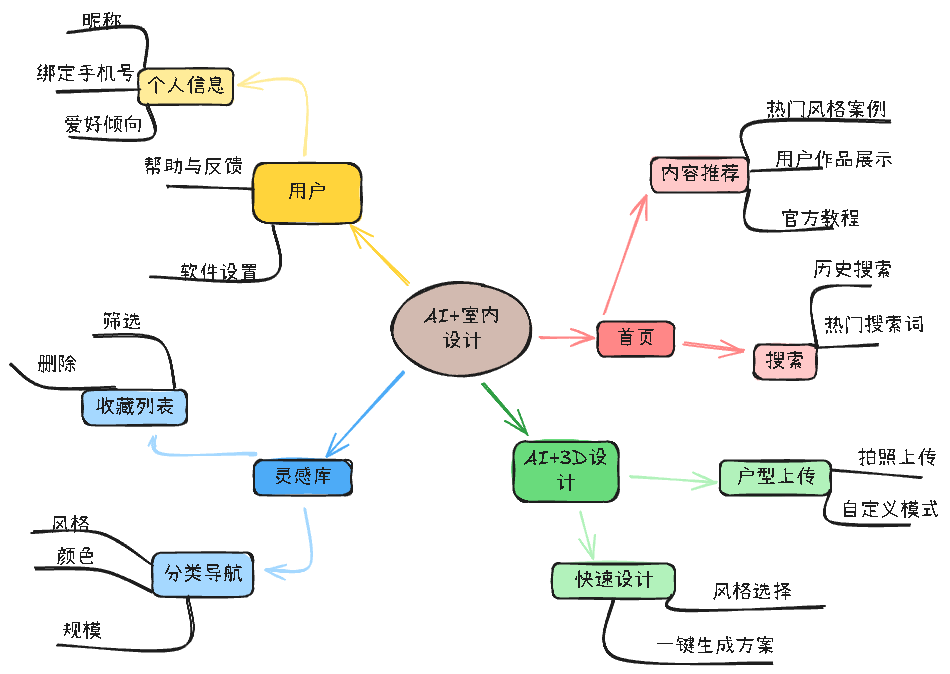 昵称
绑定手机号
个人信息
爱好倾向
帮助与反馈
用户
软件设置
热门风格案例
内容推荐
用户作品展示
官方教程
历史搜索
热门搜索词
搜索
首页
AI+室内
设计
筛选
删除
收藏列表
灵感库
风格
颜色
分类导航
规模
AI+3D设
计
户型上传
拍照上传
自定义模式
快速设计
风格选择
一键生成方案